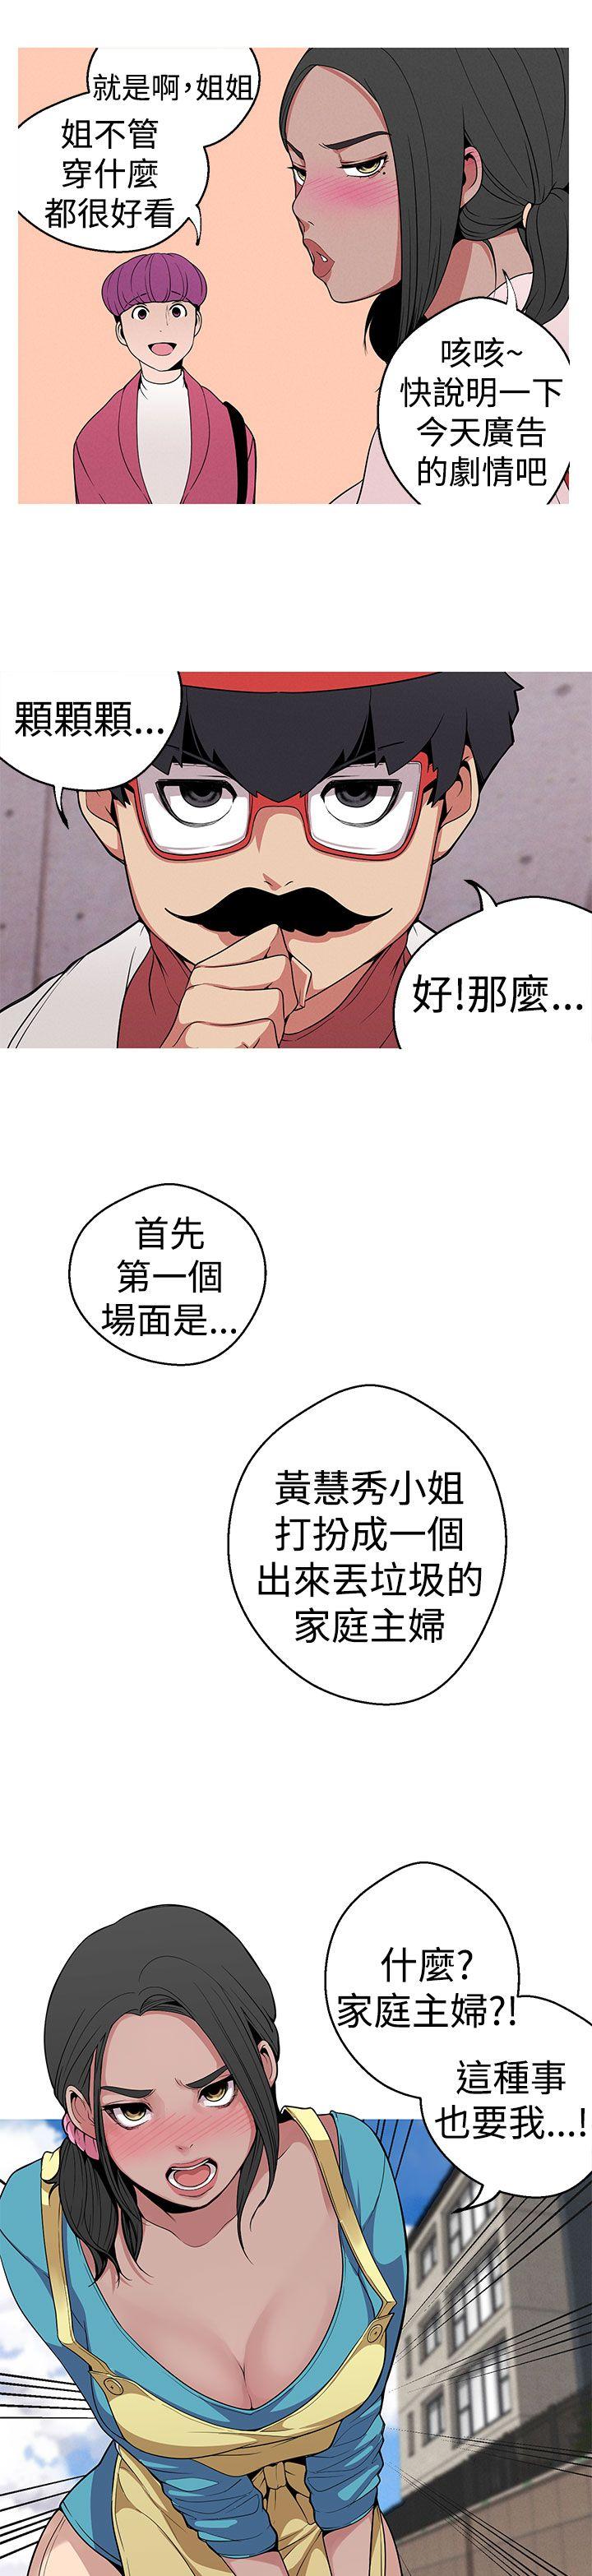 就是啊，姐姐
姐不管
穿什麼
都很好看
咳咳~
快說明一下
今天廣告
的劇情吧
顆顆顆...
好!那麼...
首先
第一個
場面是...
黃慧秀小姐
打扮成一個
出來丟垃圾的
家庭主婦
什麼?
家庭主婦?!
這種事
也要我...!